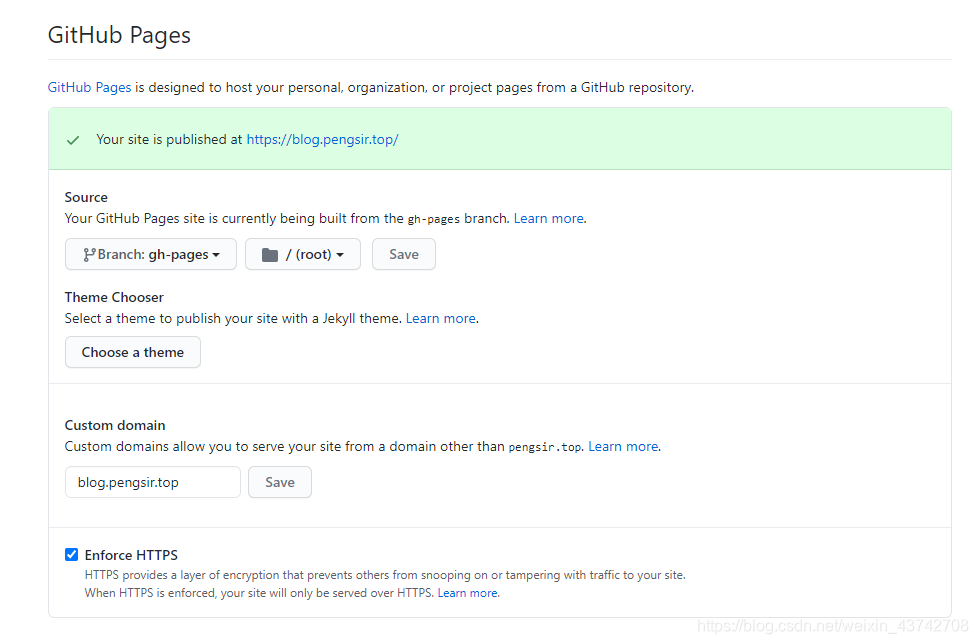 GitHub Pages
GitHub Pages is designed to host your personal, organization, or project pages from a GitHub repository.
Your site is published at https://blog.pengsir.top/
Source
Your GitHub Pages site is currently being built from the gh-pages branch. Learn more.
Branch: gh-pages / (root) Save
Theme Chooser
Select a theme to publish your site with a Jekyll theme. Learn more.
Choose a theme
Custom domain
Custom domains allow you to serve your site from a domain other than pengsir.top. Learn more.
blog.pengsir.top Save
Enforce HTTPS
HTTPS provides a layer of encryption that prevents others from snooping on or tampering with traffic to your site.
When HTTPS is enforced, your site will only be served over HTTPS. Learn more.
https://blog.csdn.net/weixin_43742708